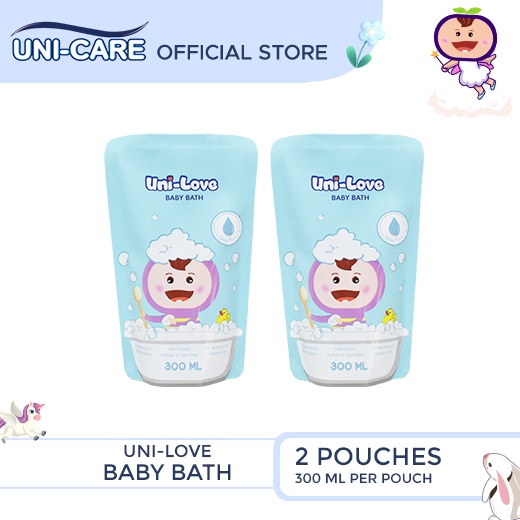 UNI-CARE OFFICIAL STORE
Uni-Love
BABY BATH
300 ML
Uni-Love
BABY BATH
300 ML
UNI-LOVE
BABY BATH
2 POUCHES
300 ML PER POUCH